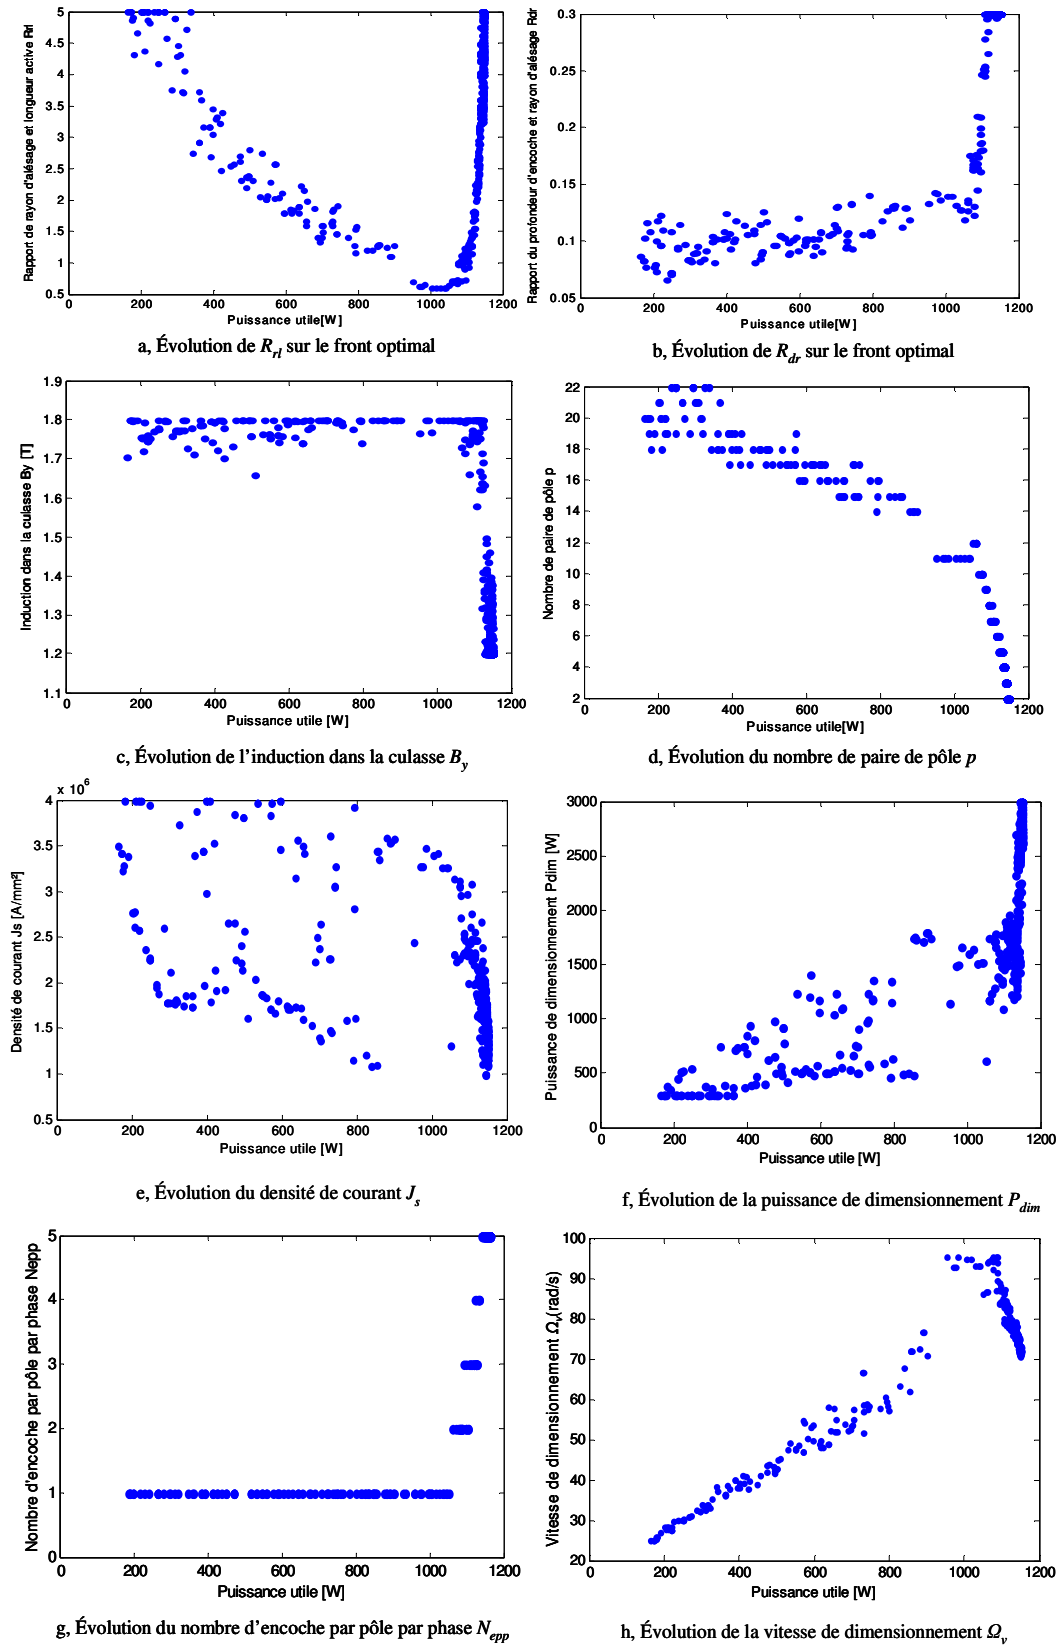 Rapport de rayon d'alésage et longueur active Rrl
5
4.5
4
3.5
3
2.5
2
1.5
1
0.5
0 200 400 600 800 1000 1200
Puissance utile[W]
a, Évolution de Rrl sur le front optimal
Rapport du profondeur d'encoche et rayon d'alésage Rdr
0.3
0.25
0.2
0.15
0.1
0.05
0 200 400 600 800 1000 1200
Puissance utile[W]
b, Évolution de Rdr sur le front optimal
Induction dans la culasse By [T]
1.9
1.8
1.7
1.6
1.5
1.4
1.3
1.2
1.1
0 200 400 600 800 1000 1200
Puissance utile [W]
c, Évolution de l'induction dans la culasse By
Nombre de paire de pôle p
22
20
18
16
14
12
10
8
6
4
2
0 200 400 600 800 1000 1200
Puissance utile[W]
d, Évolution du nombre de paire de pôle p
x 10⁶
Densité de courant Js [A/mm²]
4
3.5
3
2.5
2
1.5
1
0.5
0 200 400 600 800 1000 1200
Puissance utile [W]
e, Évolution du densité de courant Js
Puissance de dimensionnement Pdim [W]
3000
2500
2000
1500
1000
500
0
0 200 400 600 800 1000 1200
Puissance utile [W]
f, Évolution de la puissance de dimensionnement Pdim
Nombre d'encoche par pôle par phase Nepp
5
4
3
2
1
0
0 200 400 600 800 1000 1200
Puissance utile [W]
g, Évolution du nombre d'encoche par pôle par phase Nepp
Vitesse de dimensionnement Ωv(rad/s)
100
90
80
70
60
50
40
30
20
0 200 400 600 800 1000 1200
Puissance utile [W]
h, Évolution de la vitesse de dimensionnement Ωv